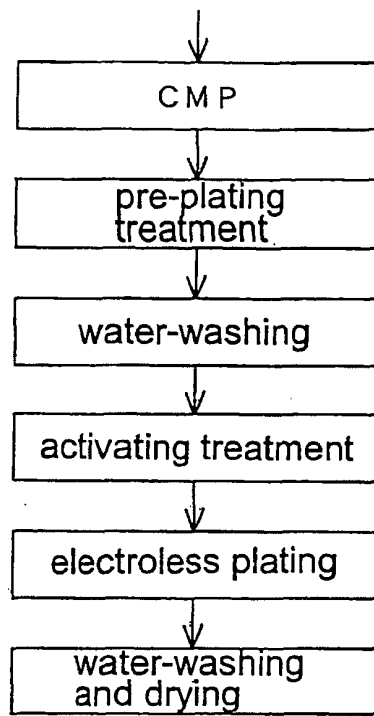 CMP
pre-plating
treatment
water-washing
activating treatment
electroless plating
water-washing
and drying